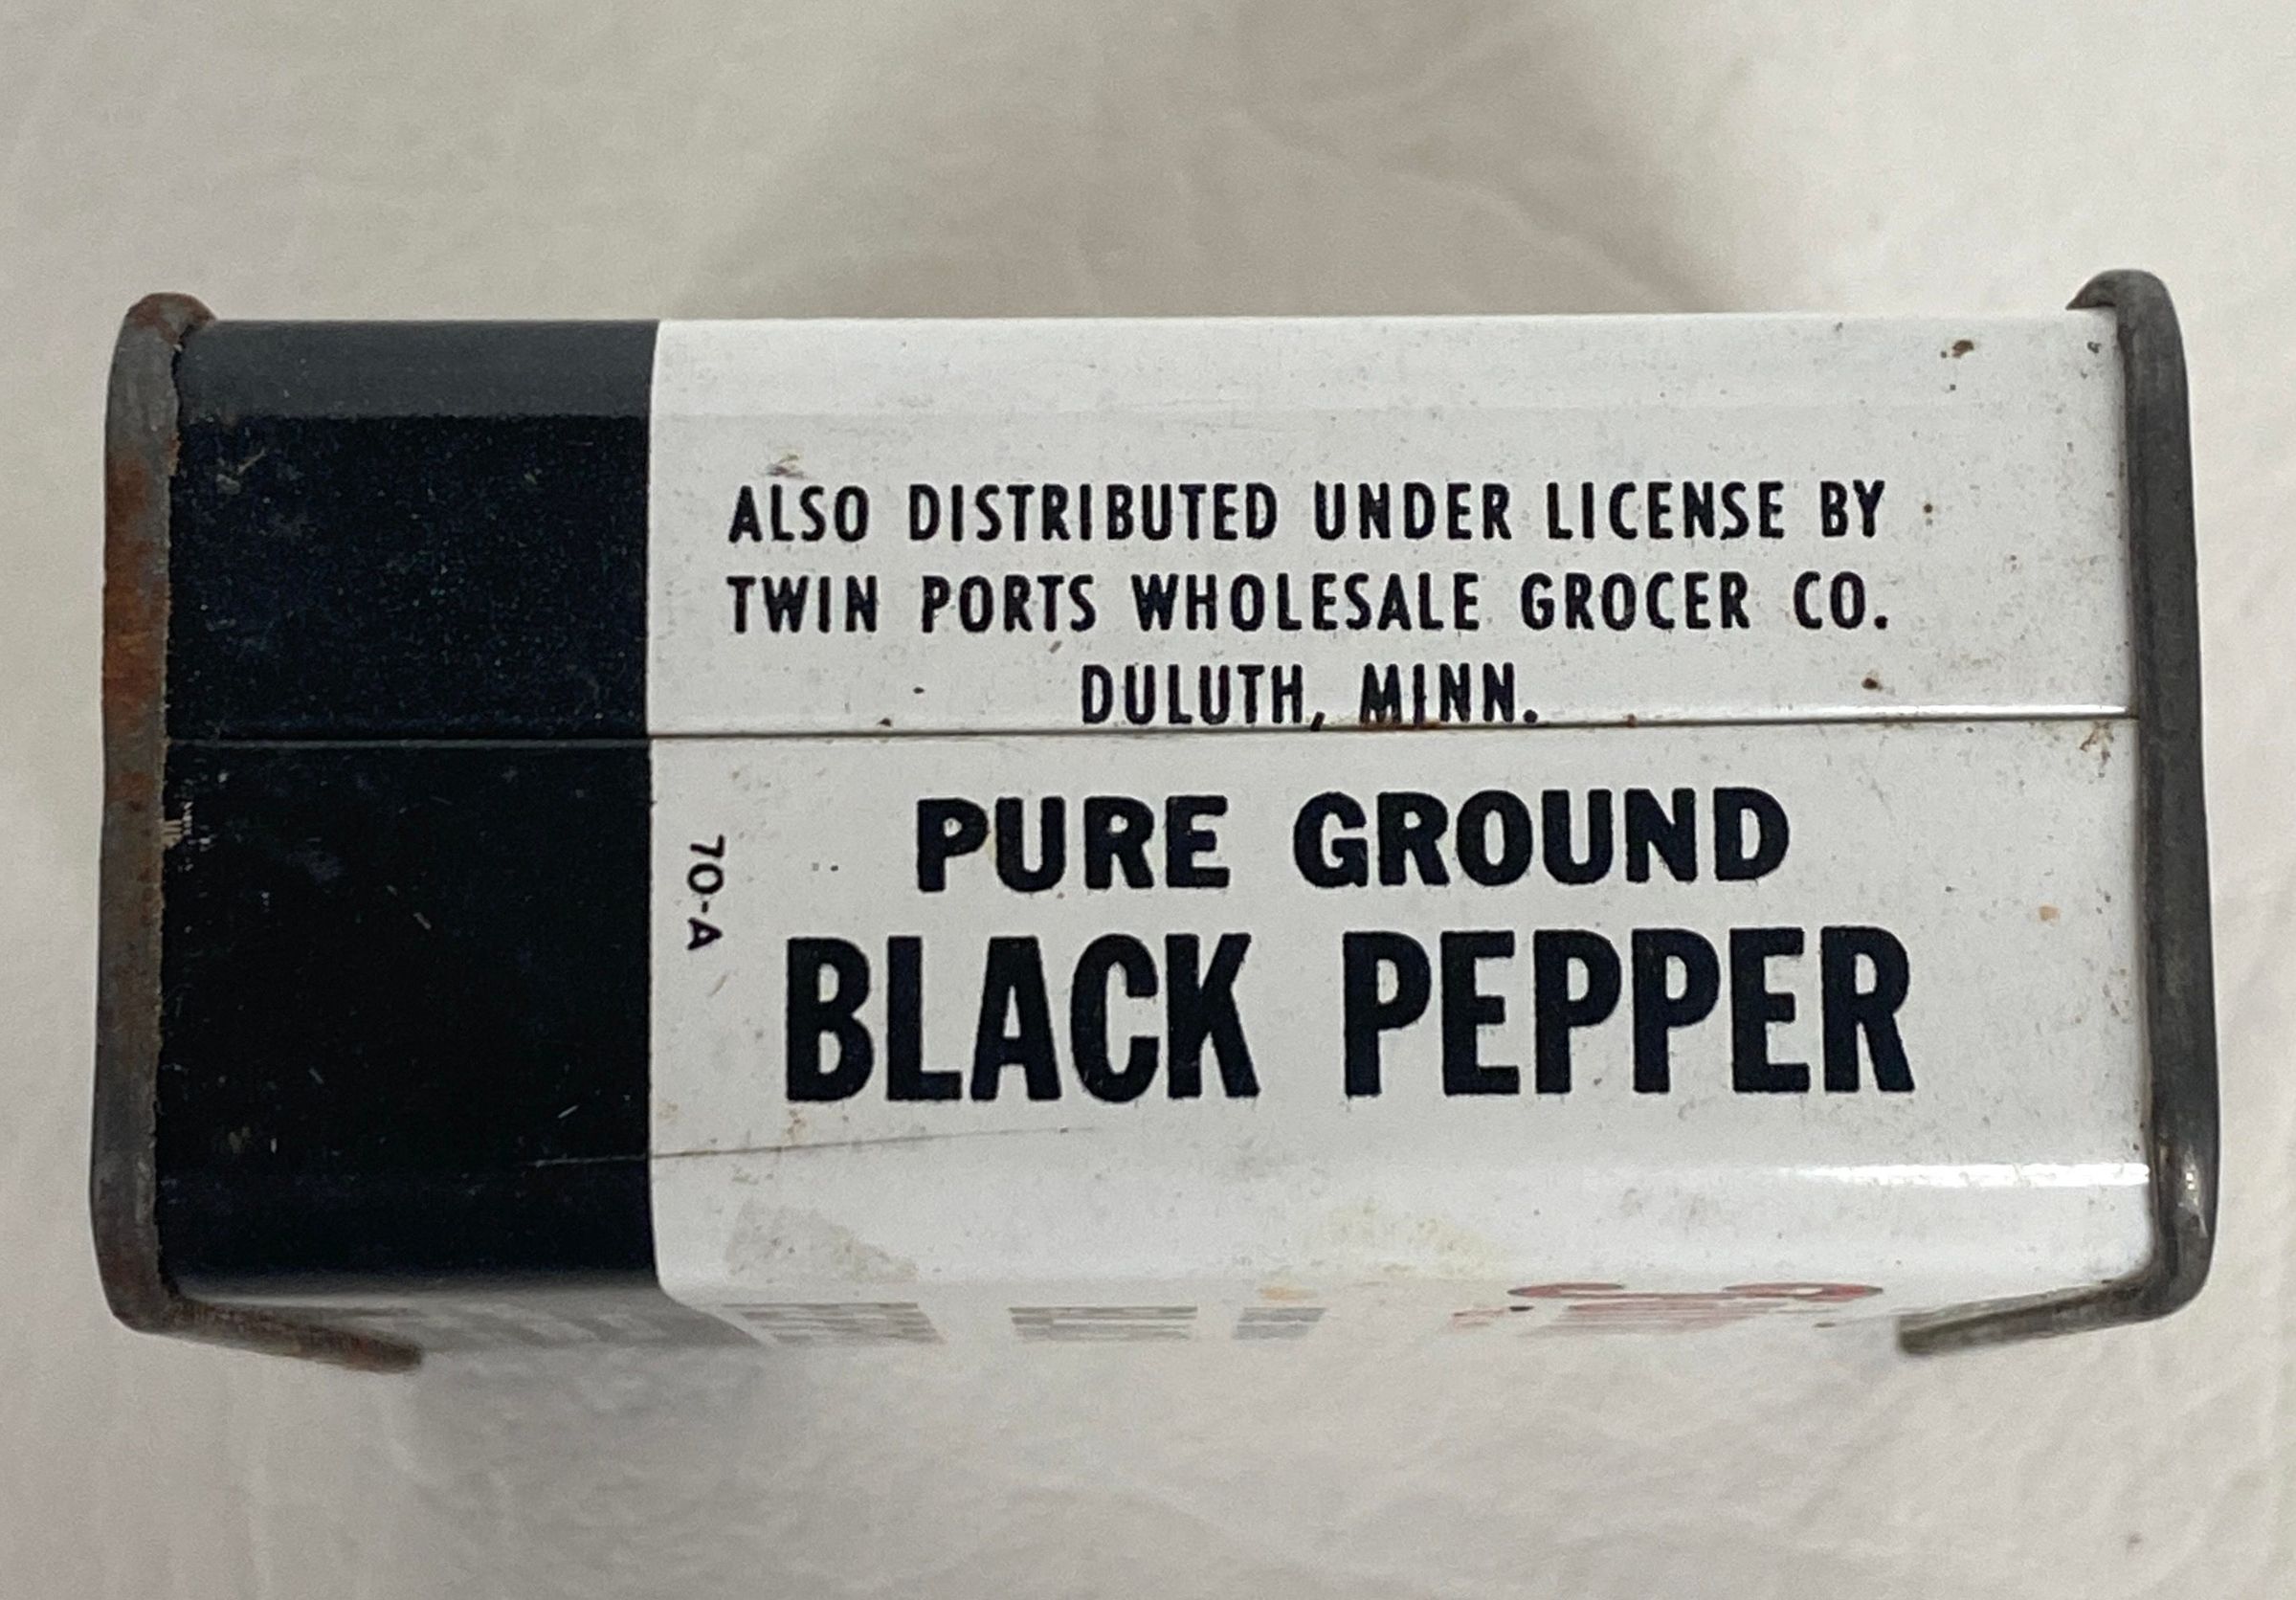 ALSO DISTRIBUTED UNDER LICENSE BY
TWIN PORTS WHOLESALE GROCER CO.
DULUTH, MINN.
PURE GROUND
BLACK PEPPER
70-A